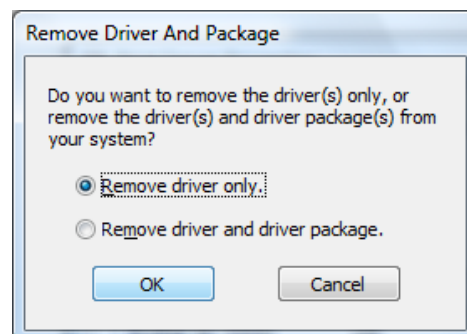 Remove Driver And Package
Do you want to remove the driver(s) only, or
remove the driver(s) and driver package(s) from
your system?
Remove driver only.
Remove driver and driver package.
OK
Cancel